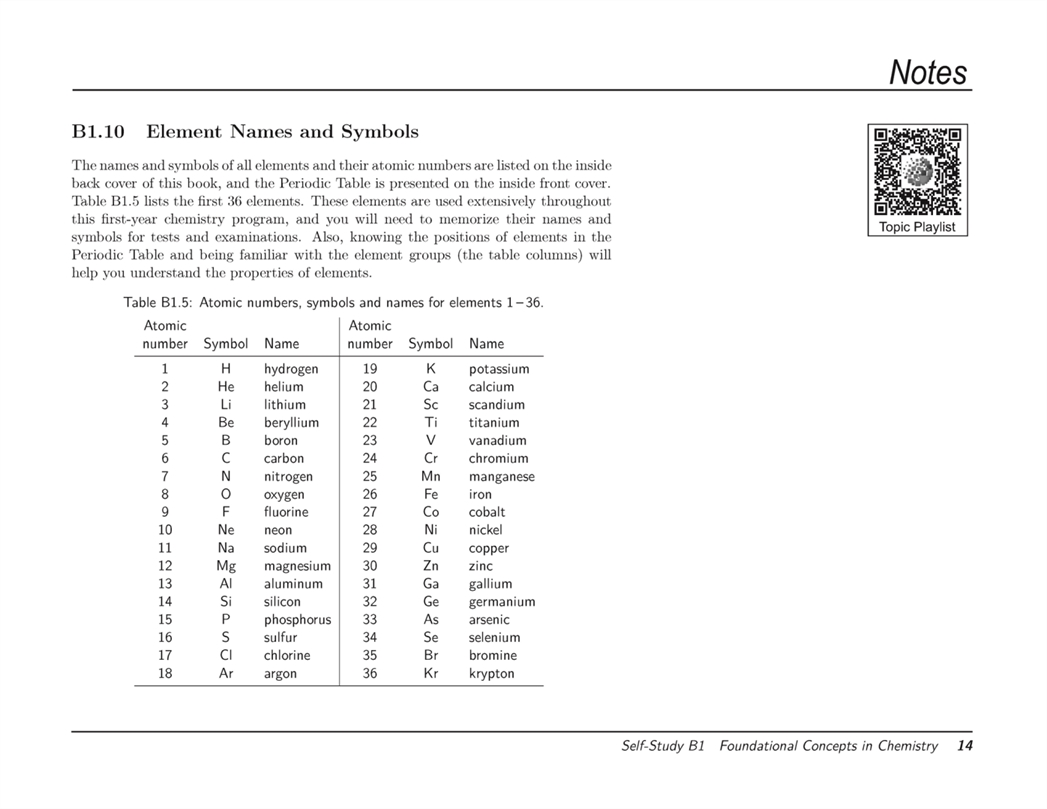 Notes
B1.10 Element Names and Symbols
The names and symbols of all elements and their atomic numbers are listed on the inside
back cover of this book, and the Periodic Table is presented on the inside front cover.
Table B1.5 lists the first 36 elements. These elements are used extensively throughout
this first-year chemistry program, and you will need to memorize their names and
symbols for tests and examinations. Also, knowing the positions of elements in the
Periodic Table and being familiar with the element groups (the table columns) will
help you understand the properties of elements.
Topic Playlist
Table B1.5: Atomic numbers, symbols and names for elements 1–36.
Atomic Atomic
number Symbol Name number Symbol Name
1 H hydrogen 19 K potassium
2 He helium 20 Ca calcium
3 Li lithium 21 Sc scandium
4 Be beryllium 22 Ti titanium
5 B boron 23 V vanadium
6 C carbon 24 Cr chromium
7 N nitrogen 25 Mn manganese
8 O oxygen 26 Fe iron
9 F fluorine 27 Co cobalt
10 Ne neon 28 Ni nickel
11 Na sodium 29 Cu copper
12 Mg magnesium 30 Zn zinc
13 Al aluminum 31 Ga gallium
14 Si silicon 32 Ge germanium
15 P phosphorus 33 As arsenic
16 S sulfur 34 Se selenium
17 Cl chlorine 35 Br bromine
18 Ar argon 36 Kr krypton
Self-Study B1 Foundational Concepts in Chemistry 14